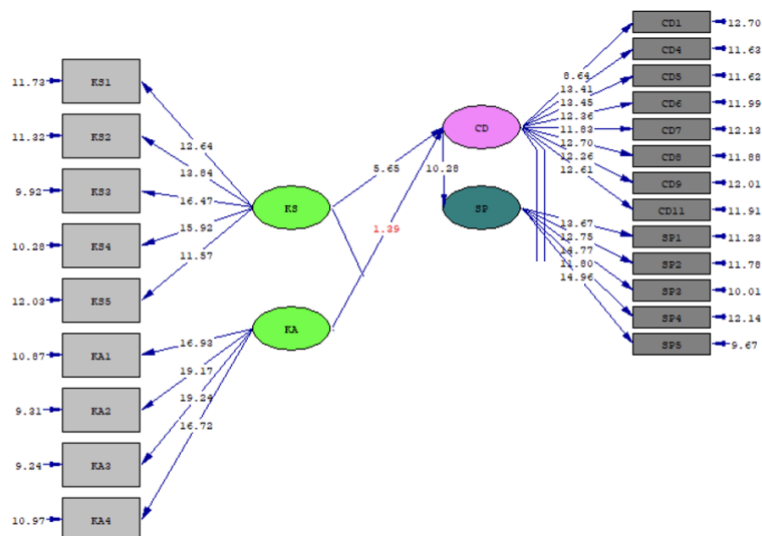 11.73 KS1
11.32 KS2
9.92 KS3
10.28 KS4
12.03 KS5
10.87 KA1
9.31 KA2
9.24 KA3
10.97 KA4
12.64
13.84
16.47
15.92
11.57
16.93
19.17
19.24
16.72
KS
KA
5.65
1.39
10.28
CD
SP
8.64
13.41
13.45
12.36
11.83
12.70
12.26
12.61
13.67
12.75
14.77
11.80
14.96
CD1 12.70
CD4 11.63
CD5 11.62
CD6 11.99
CD7 12.13
CD8 11.88
CD9 12.01
CD11 11.91
SP1 11.23
SP2 11.78
SP3 10.01
SP4 12.14
SP5 9.67